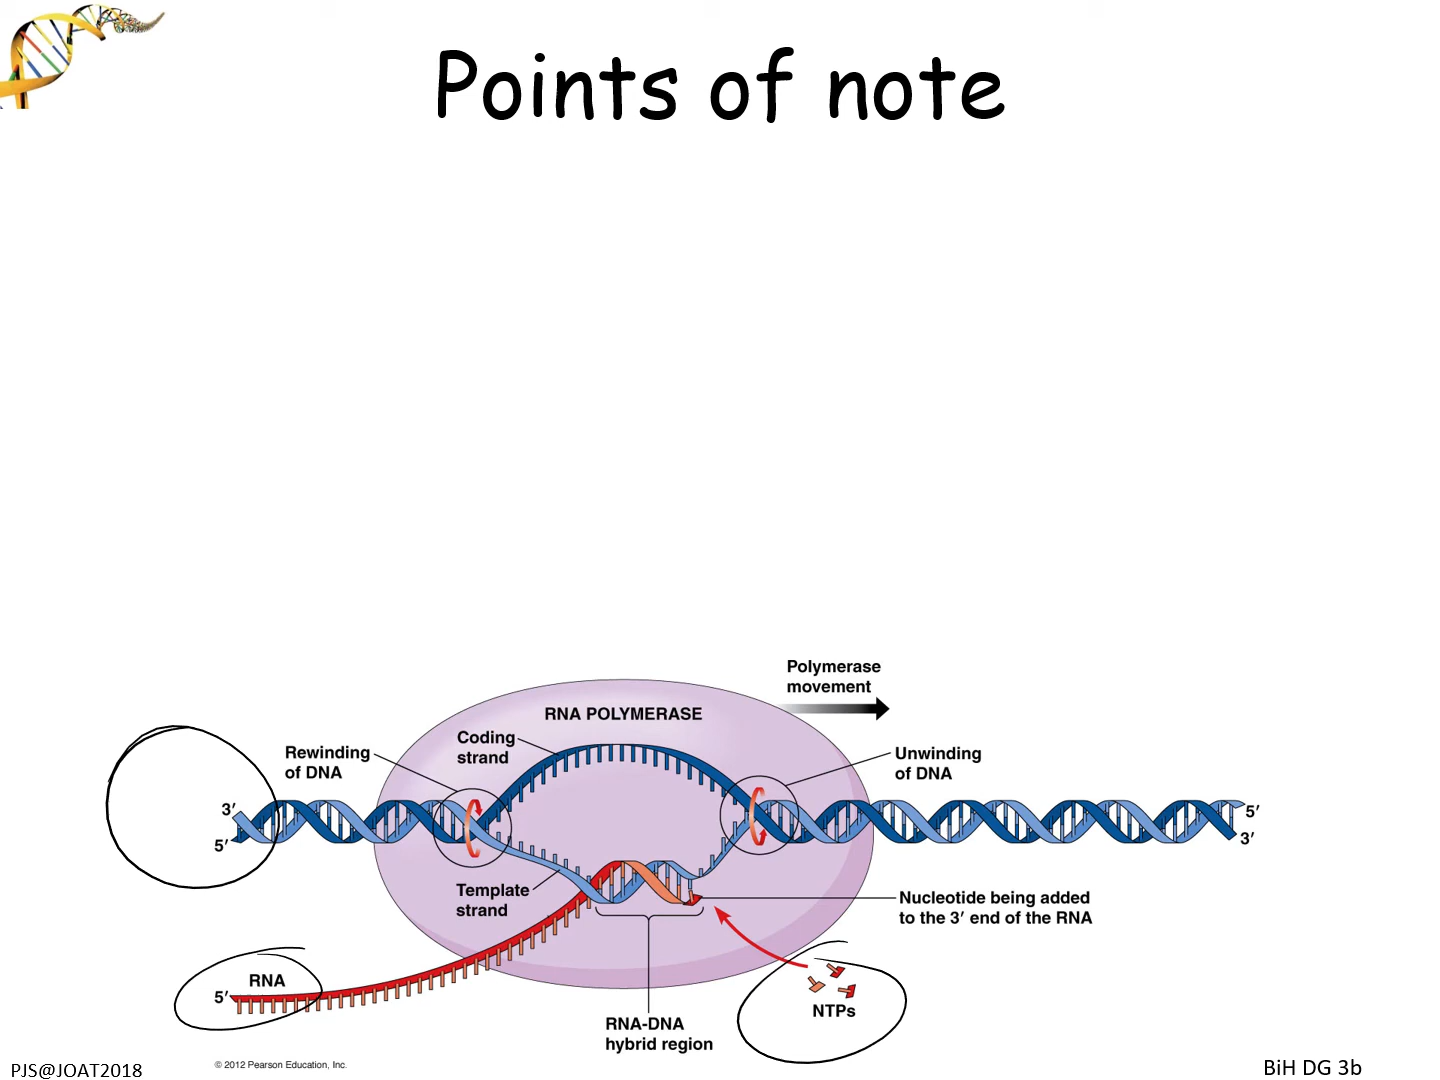 Points of note
Polymerase
movement
RNA POLYMERASE
Coding
strand
Rewinding
of DNA
Unwinding
of DNA
3′
5′
5′
3′
Template
strand
Nucleotide being added
to the 3′ end of the RNA
RNA
5′
NTPs
RNA-DNA
hybrid region
© 2012 Pearson Education, Inc.
PJS@JOAT2018
BiH DG 3b